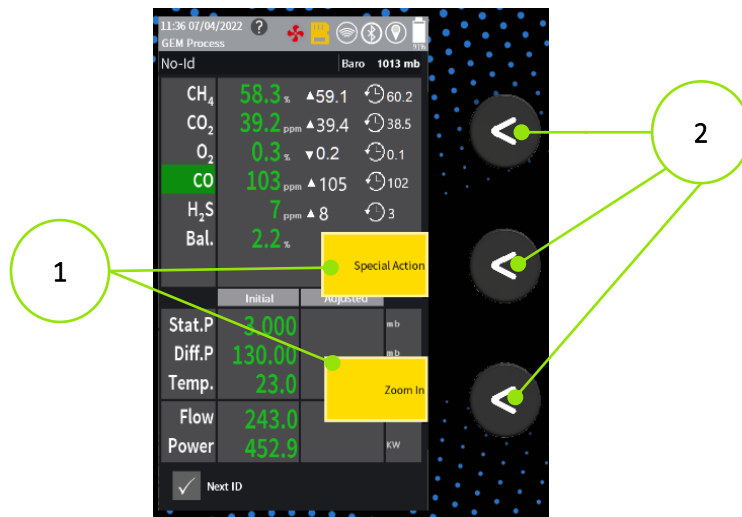 11:36 07/04/2022 ?
GEM Process
91%
No-Id Baro 1013 mb
CH4 58.3 % ▲59.1 60.2
CO2 39.2 ppm ▲39.4 38.5
O2 0.3 % ▼0.2 0.1
CO 103 ppm ▲105 102
H2S 7 ppm ▲8 3
Bal. 2.2 %
Special Action
Initial Adjusted
Stat.P 3.000 mb
Diff.P 130.00 mb
Temp. 23.0
Zoom In
Flow 243.0
Power 452.9 KW
Next ID
1
2
< 
<
<